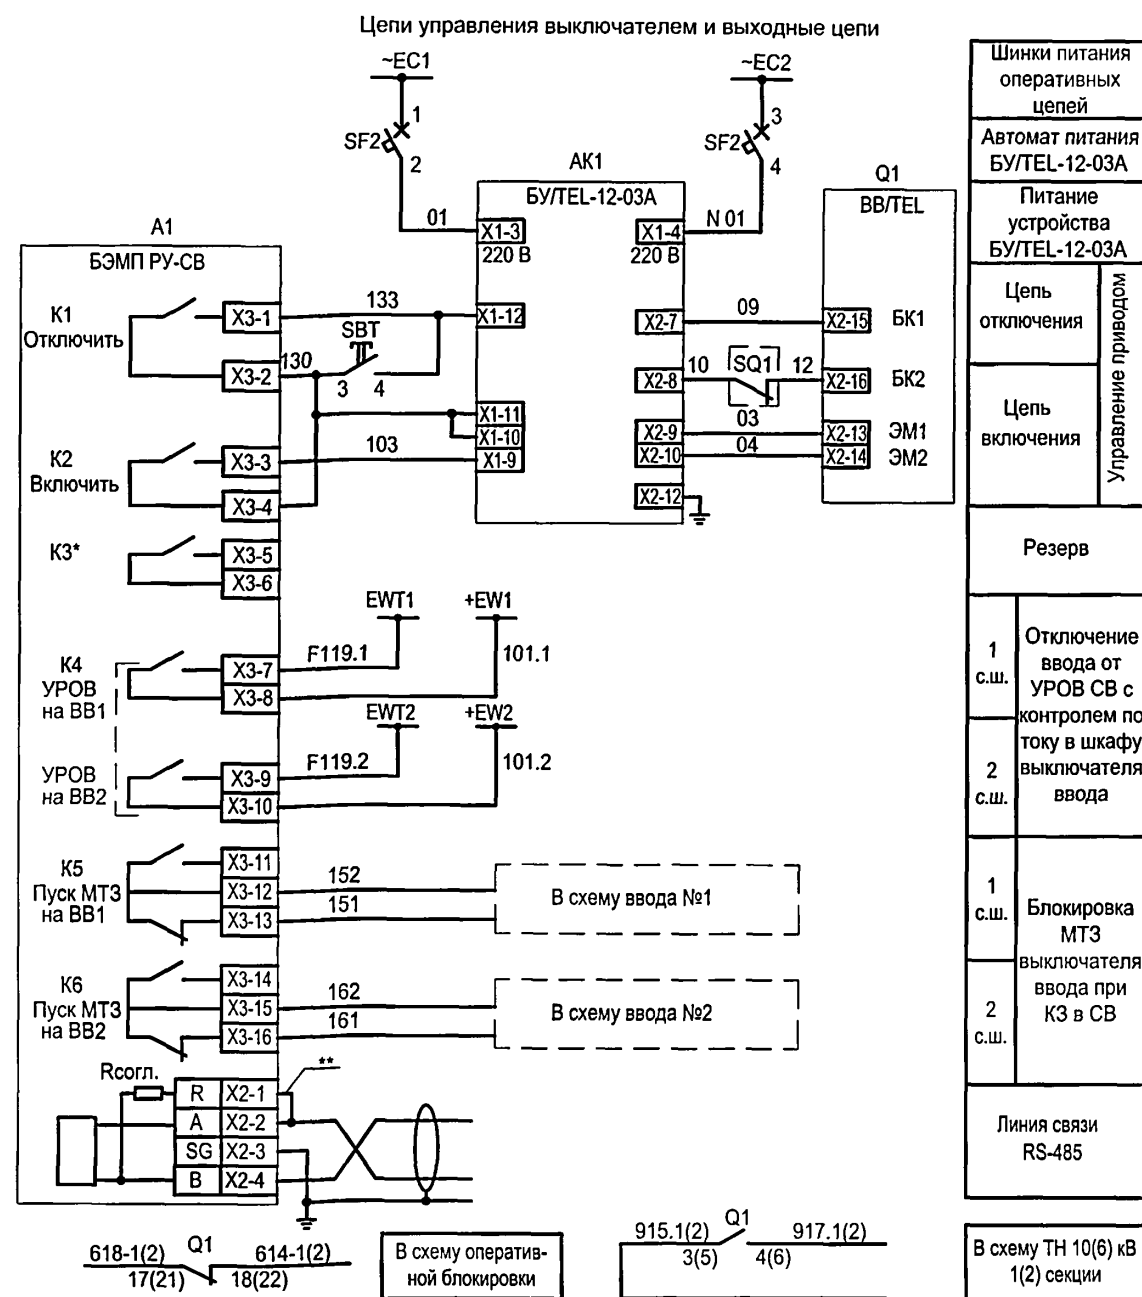 Цепи управления выключателем и выходные цепи
~EC1
~EC2
1
SF2
2
3
SF2
4
01
N 01
АК1
БУ/TEL-12-03А
X1-3
220 В
X1-4
220 В
X1-12
X1-11
X1-10
X1-9
X2-7
X2-8
X2-9
X2-10
X2-12
Q1
ВВ/TEL
09
X2-15
БК1
10
SQ1
12
X2-16
БК2
03
X2-13
ЭМ1
04
X2-14
ЭМ2
А1
БЭМП РУ-СВ
К1
Отключить
X3-1
133
SBT
X3-2
130
3
4
К2
Включить
X3-3
103
X3-4
К3*
X3-5
X3-6
EWT1
+EW1
К4
УРОВ
на ВВ1
X3-7
F119.1
101.1
X3-8
EWT2
+EW2
УРОВ
на ВВ2
X3-9
F119.2
101.2
X3-10
К5
Пуск МТЗ
на ВВ1
X3-11
X3-12
152
X3-13
151
В схему ввода №1
К6
Пуск МТЗ
на ВВ2
X3-14
X3-15
162
X3-16
161
В схему ввода №2
Rсогл.
**
R
X2-1
A
X2-2
SG
X2-3
B
X2-4
618-1(2)
Q1
614-1(2)
17(21)
18(22)
В схему оператив-
ной блокировки
915.1(2)
Q1
917.1(2)
3(5)
4(6)
Шинки питания
оперативных
цепей
Автомат питания
БУ/TEL-12-03А
Питание
устройства
БУ/TEL-12-03А
Цепь
отключения
Цепь
включения
Управление приводом
Резерв
1
с.ш.
2
с.ш.
Отключение
ввода от
УРОВ СВ с
контролем по
току в шкафу
выключателя
ввода
1
с.ш.
2
с.ш.
Блокировка
МТЗ
выключателя
ввода при
КЗ в СВ
Линия связи
RS-485
В схему ТН 10(6) кВ
1(2) секции